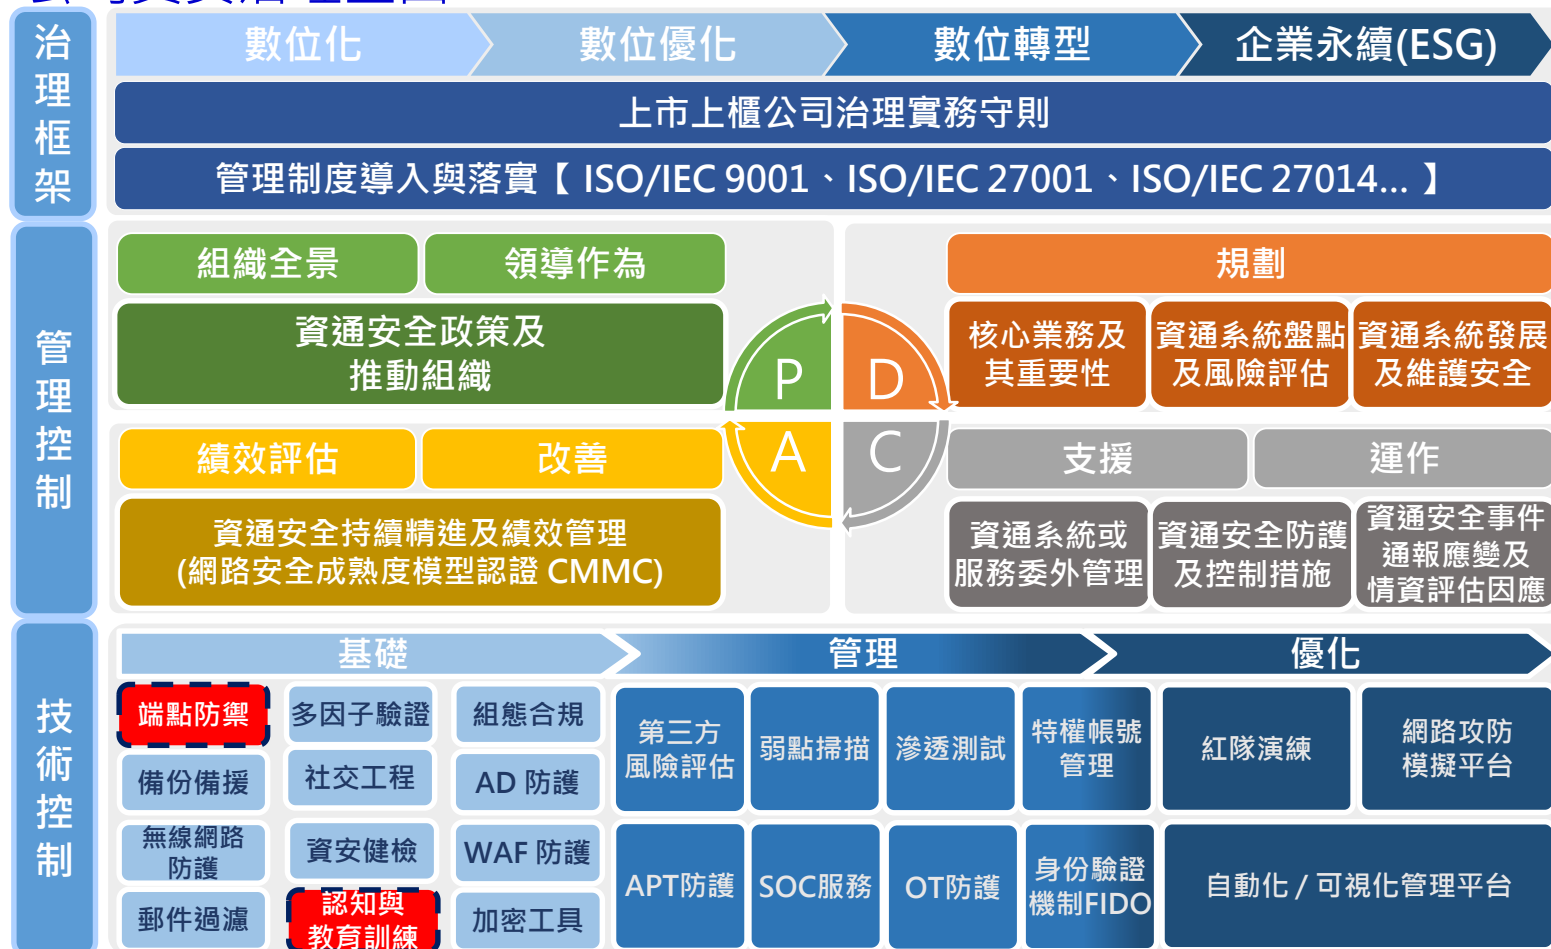 公司資安治理藍圖
治理框架
數位化
數位優化
數位轉型
企業永續(ESG)
上市上櫃公司治理實務守則
管理制度導入與落實【 ISO/IEC 9001、ISO/IEC 27001、ISO/IEC 27014... 】
管理控制
組織全景
領導作為
資通安全政策及
推動組織
規劃
核心業務及
其重要性
資通系統盤點
及風險評估
資通系統發展
及維護安全
P
D
A
C
績效評估
改善
資通安全持續精進及績效管理
(網路安全成熟度模型認證 CMMC)
支援
運作
資通系統或
服務委外管理
資通安全防護
及控制措施
資通安全事件
通報應變及
情資評估因應
技術控制
基礎
管理
優化
端點防禦
多因子驗證
組態合規
備份備援
社交工程
AD 防護
無線網路
防護
資安健檢
WAF 防護
郵件過濾
認知與
教育訓練
加密工具
第三方
風險評估
弱點掃描
滲透測試
特權帳號
管理
紅隊演練
網路攻防
模擬平台
APT防護
SOC服務
OT防護
身份驗證
機制FIDO
自動化 / 可視化管理平台